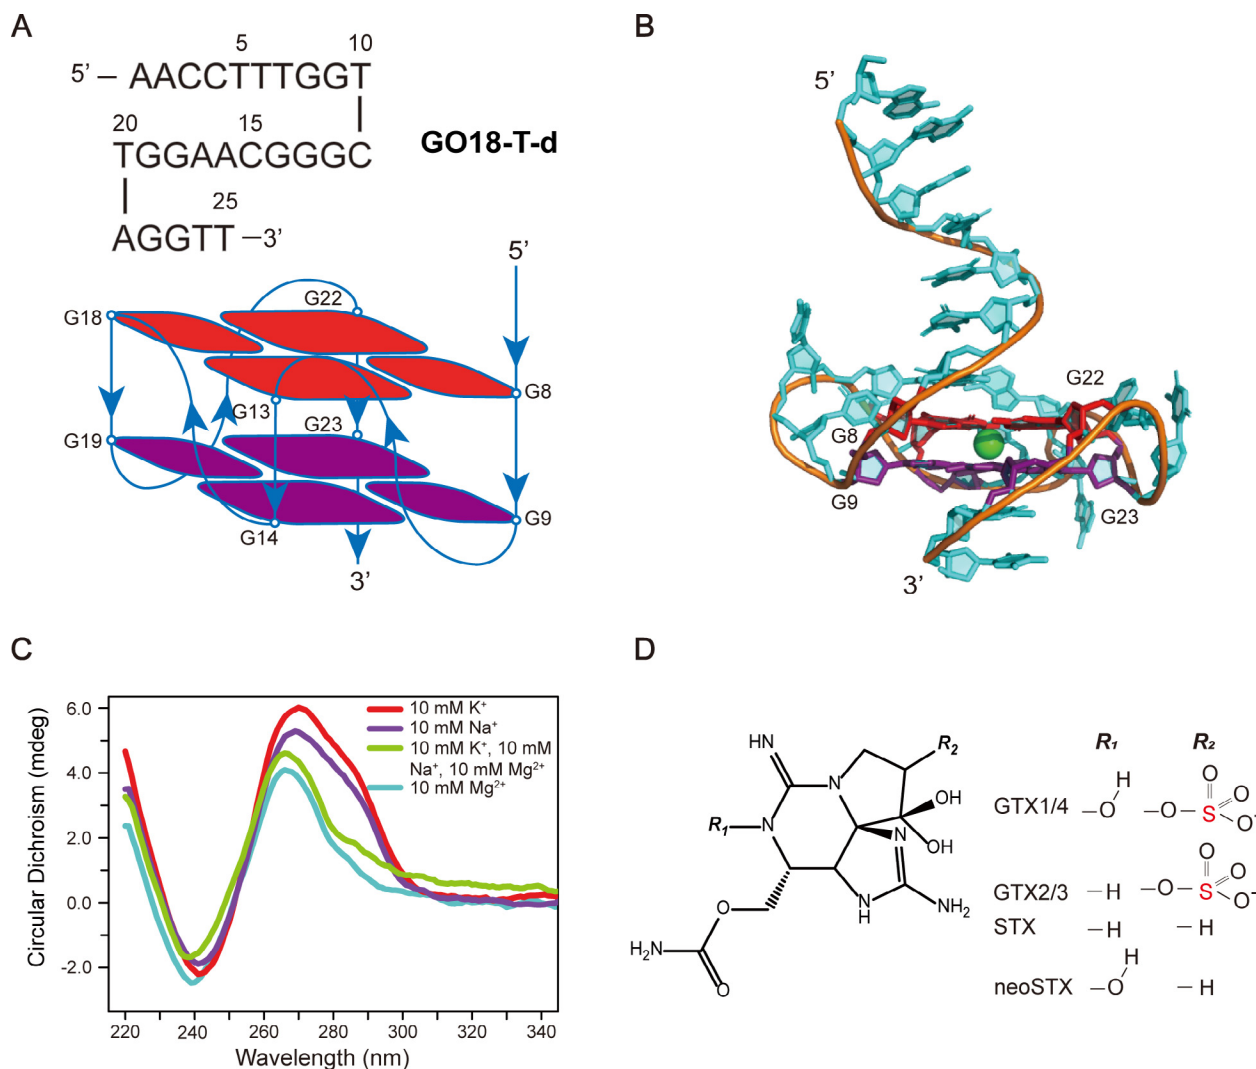 A
5
10
5’ – AACCTTTGGT
20
15
TGGAACGGGC
GO18-T-d
25
AGGTT –3’
5’
G22
G18
G8
G13
G23
G19
G9
G14
3’
B
5’
G22
G8
G9
G23
3’
C
Circular Dichroism (mdeg)
6.0
4.0
2.0
0.0
-2.0
10 mM K⁺
10 mM Na⁺
10 mM K⁺, 10 mM
Na⁺, 10 mM Mg²⁺
10 mM Mg²⁺
220 240 260 280 300 320 340
Wavelength (nm)
D
HN
R₂
N
OH
R₁
N
N
OH
O
N
H
NH₂
H₂N
O
R₁ R₂
H
O
GTX1/4 –O –O–S O
O⁻
O
GTX2/3 –H –O–S O
O⁻
STX –H –H
H
neoSTX –O –H